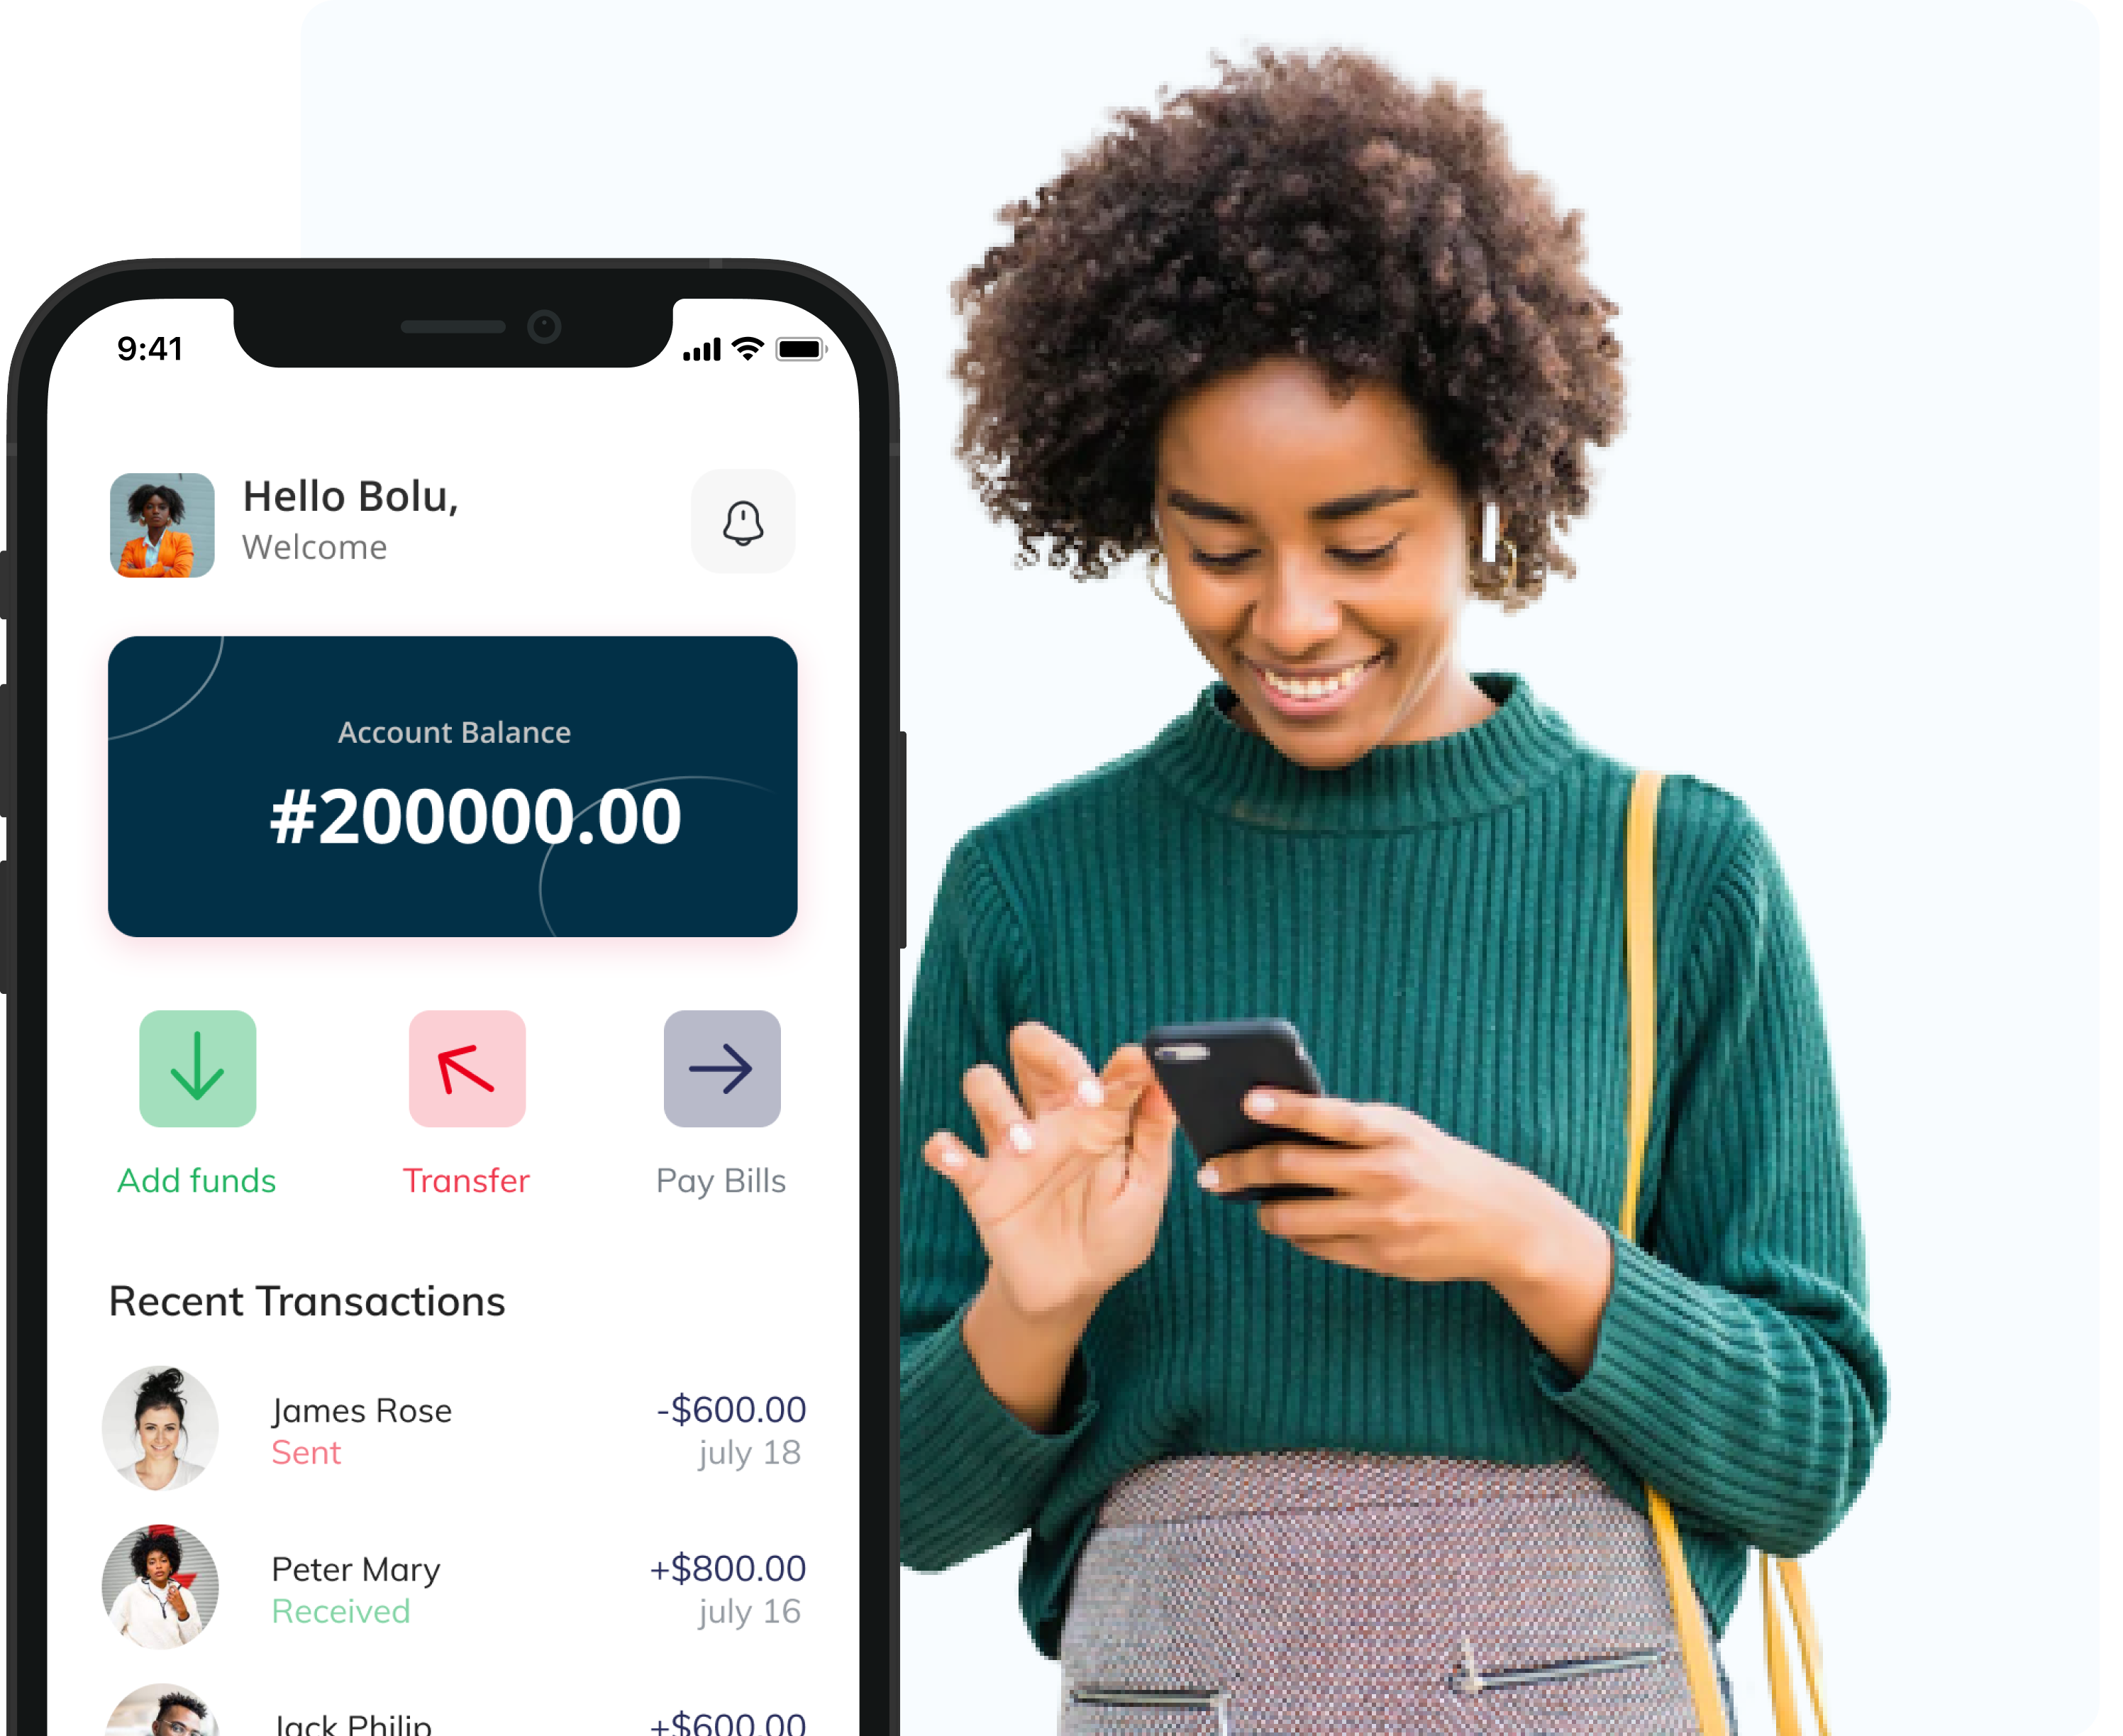 9:41
Hello Bolu,
Welcome
Account Balance
#200000.00
Add funds
Transfer
Pay Bills
Recent Transactions
James Rose
-$600.00
Sent
july 18
Peter Mary
+$800.00
Received
july 16
Jack Philip
+$600.00